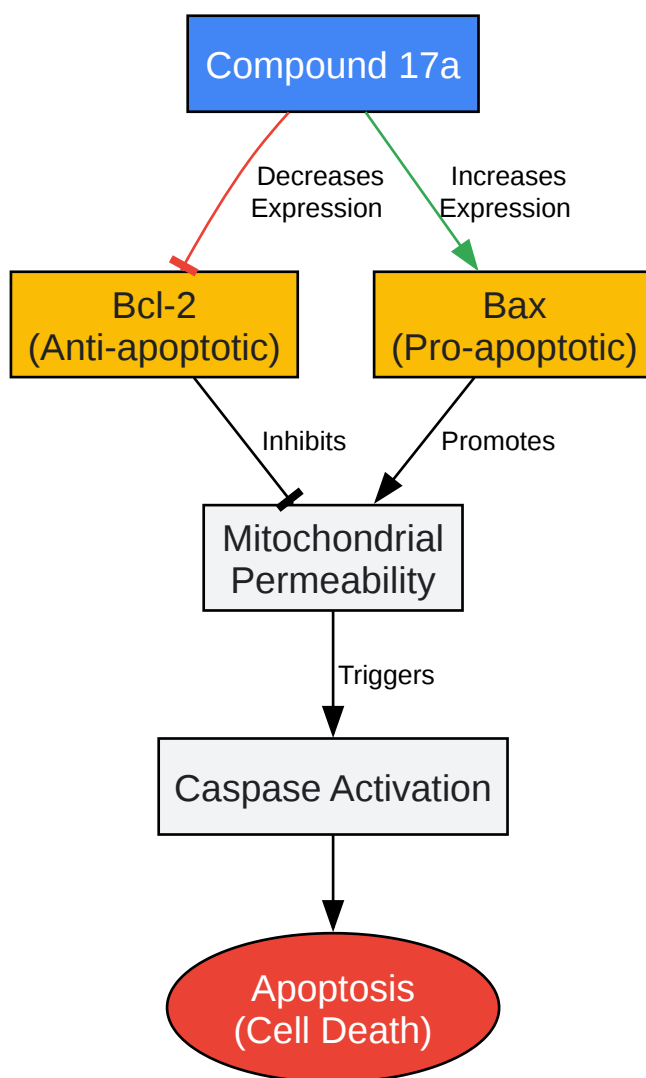 Compound 17a
Decreases
Expression
Increases
Expression
Bcl-2
(Anti-apoptotic)
Bax
(Pro-apoptotic)
Inhibits
Promotes
Mitochondrial
Permeability
Triggers
Caspase Activation
Apoptosis
(Cell Death)